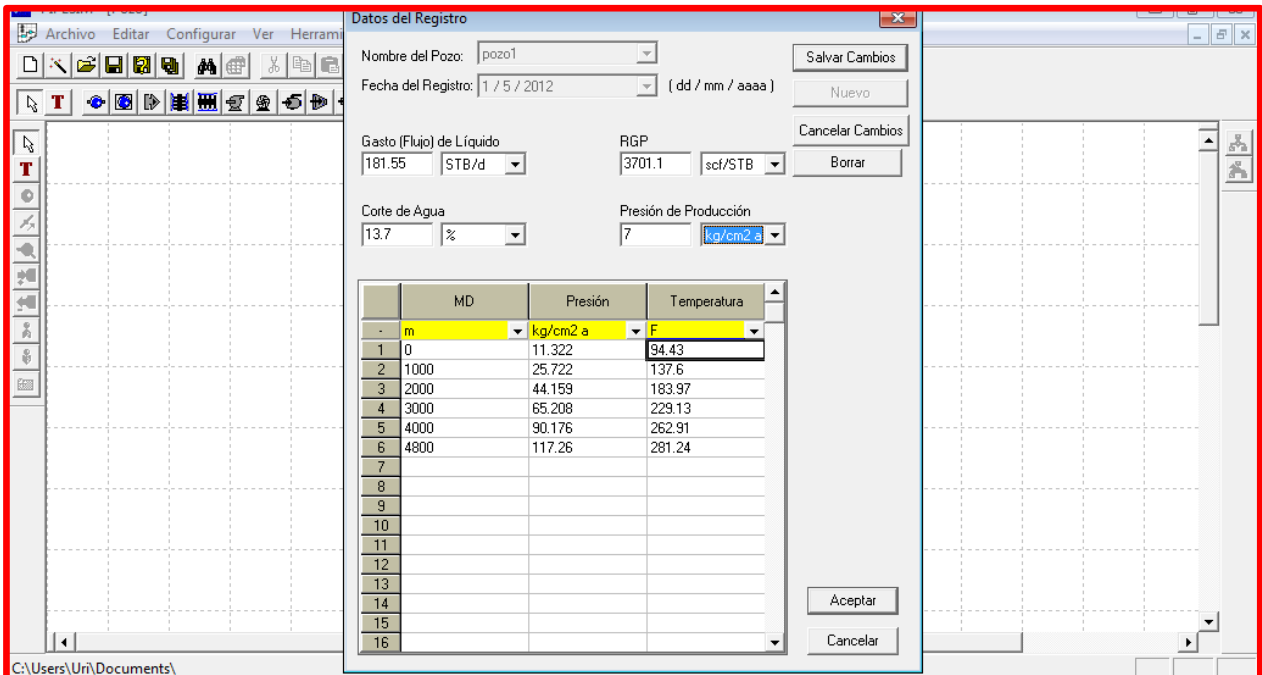 Datos del Registro
Archivo Editar Configurar Ver Herrami
Nombre del Pozo: pozo1
Salvar Cambios
Fecha del Registro: 1 / 5 / 2012 ( dd / mm / aaaa )
Nuevo
Cancelar Cambios
Gasto (Flujo) de Líquido RGP
181.55 STB/d 3701.1 scf/STB
Borrar
Corte de Agua Presión de Producción
13.7 % 7 kg/cm2 a
MD Presión Temperatura
- m kg/cm2 a F
1 0 11.322 94.43
2 1000 25.722 137.6
3 2000 44.159 183.97
4 3000 65.208 229.13
5 4000 90.176 262.91
6 4800 117.26 281.24
7
8
9
10
11
12
13
14
15
16
Aceptar
Cancelar
C:\Users\Uri\Documents\